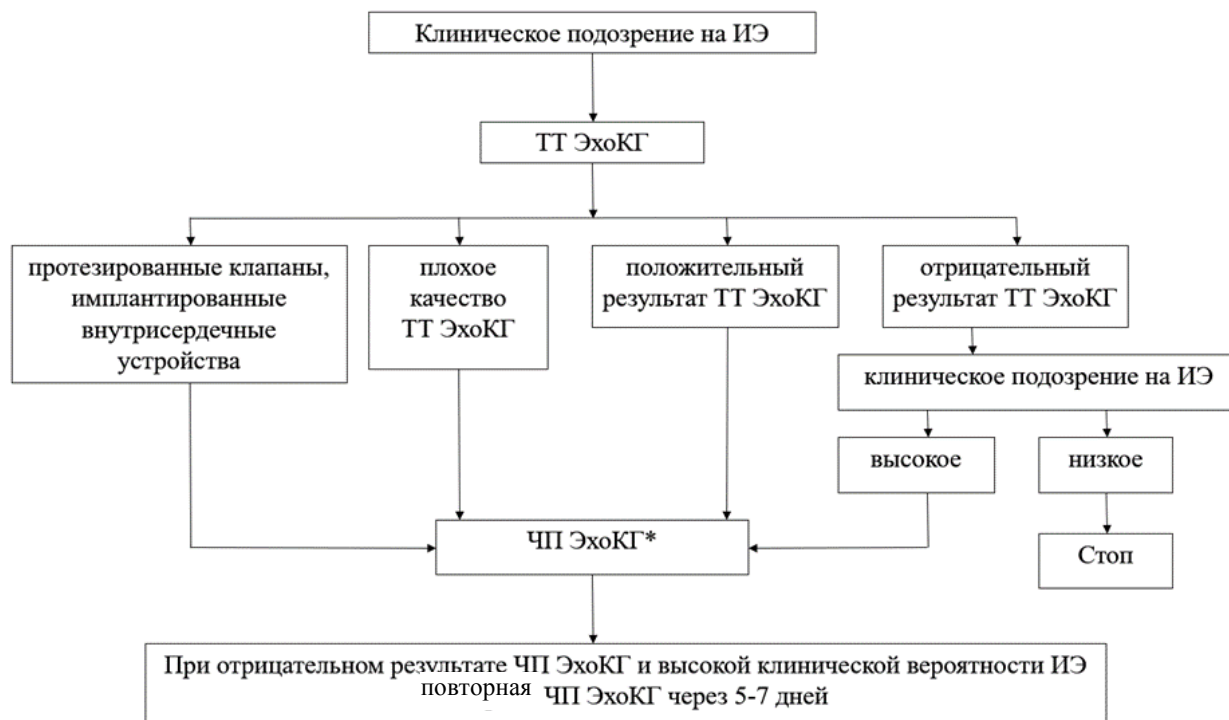 Клиническое подозрение на ИЭ
ТТ ЭхоКГ
протезированные клапаны,
имплантированные
внутрисердечные
устройства
плохое
качество
ТТ ЭхоКГ
положительный
результат ТТ ЭхоКГ
отрицательный
результат ТТ ЭхоКГ
клиническое подозрение на ИЭ
высокое
низкое
ЧП ЭхоКГ*
Стоп
При отрицательном результате ЧП ЭхоКГ и высокой клинической вероятности ИЭ
повторная ЧП ЭхоКГ через 5-7 дней